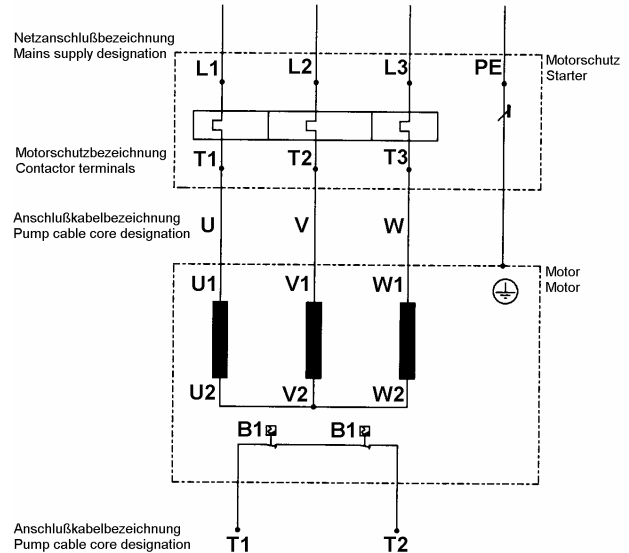 Netzanschlußbezeichnung
Mains supply designation
L1 L2 L3 PE
Motorschutz
Starter
Motorschutzbezeichnung
Contactor terminals
T1 T2 T3
Anschlußkabelbezeichnung
Pump cable core designation
U V W
Motor
Motor
U1 V1 W1
U2 V2 W2
B1 B1
Anschlußkabelbezeichnung
Pump cable core designation
T1 T2